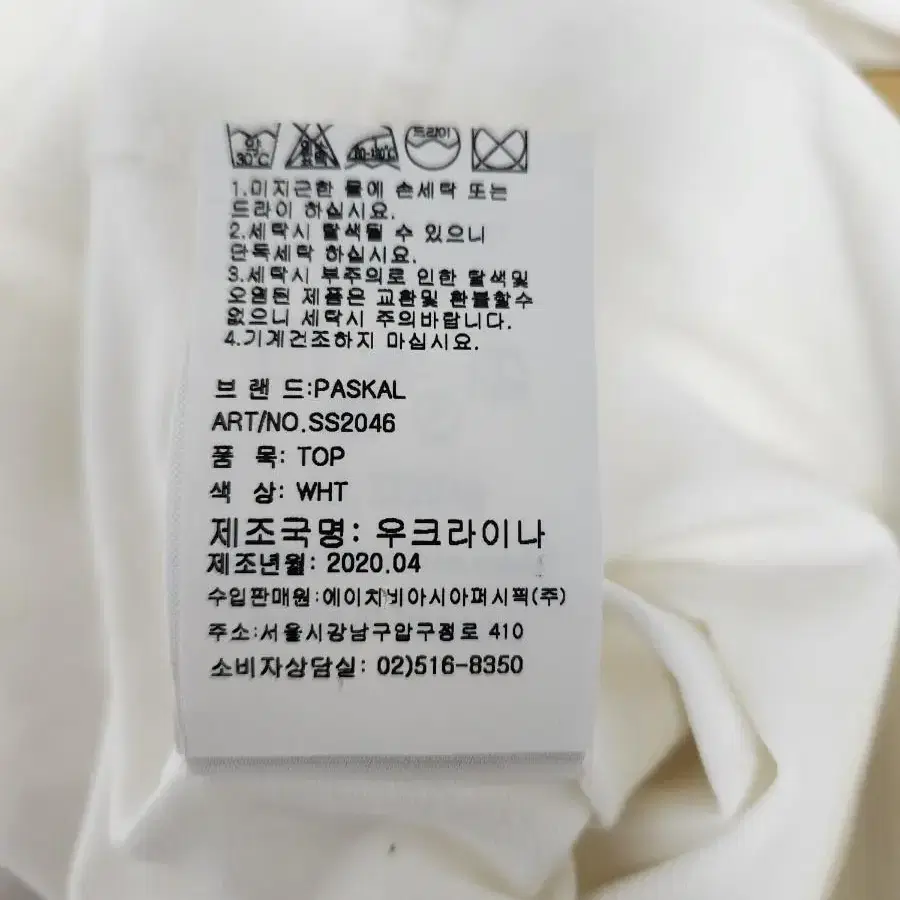 약 30℃ 드라이
1.미지근한 물에 손세탁 또는
드라이 하십시요.
2.세탁시 탈색될 수 있으니
단독세탁 하십시요.
3.세탁시 부주의로 인한 탈색및
오염된 제품은 교환및 환불할수
없으니 세탁시 주의바랍니다.
4.기계건조하지 마십시요.
브 랜 드:PASKAL
ART/NO.SS2046
품 목: TOP
색 상: WHT
제조국명: 우크라이나
제조년월: 2020.04
수입판매원:에이치비아시아퍼시픽(주)
주소:서울시강남구압구정로 410
소비자상담실: 02)516-8350